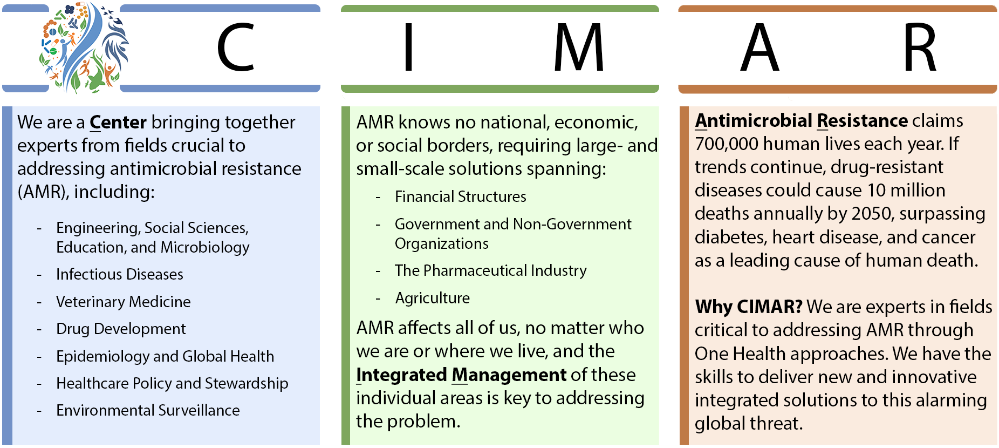 C I M A R
We are a Center bringing together
experts from fields crucial to
addressing antimicrobial resistance
(AMR), including:
- Engineering, Social Sciences,
Education, and Microbiology
- Infectious Diseases
- Veterinary Medicine
- Drug Development
- Epidemiology and Global Health
- Healthcare Policy and Stewardship
- Environmental Surveillance
AMR knows no national, economic,
or social borders, requiring large- and
small-scale solutions spanning:
- Financial Structures
- Government and Non-Government
Organizations
- The Pharmaceutical Industry
- Agriculture
AMR affects all of us, no matter who
we are or where we live, and the
Integrated Management of these
individual areas is key to addressing
the problem.
Antimicrobial Resistance claims
700,000 human lives each year. If
trends continue, drug-resistant
diseases could cause 10 million
deaths annually by 2050, surpassing
diabetes, heart disease, and cancer
as a leading cause of human death.
Why CIMAR? We are experts in fields
critical to addressing AMR through
One Health approaches. We have the
skills to deliver new and innovative
integrated solutions to this alarming
global threat.